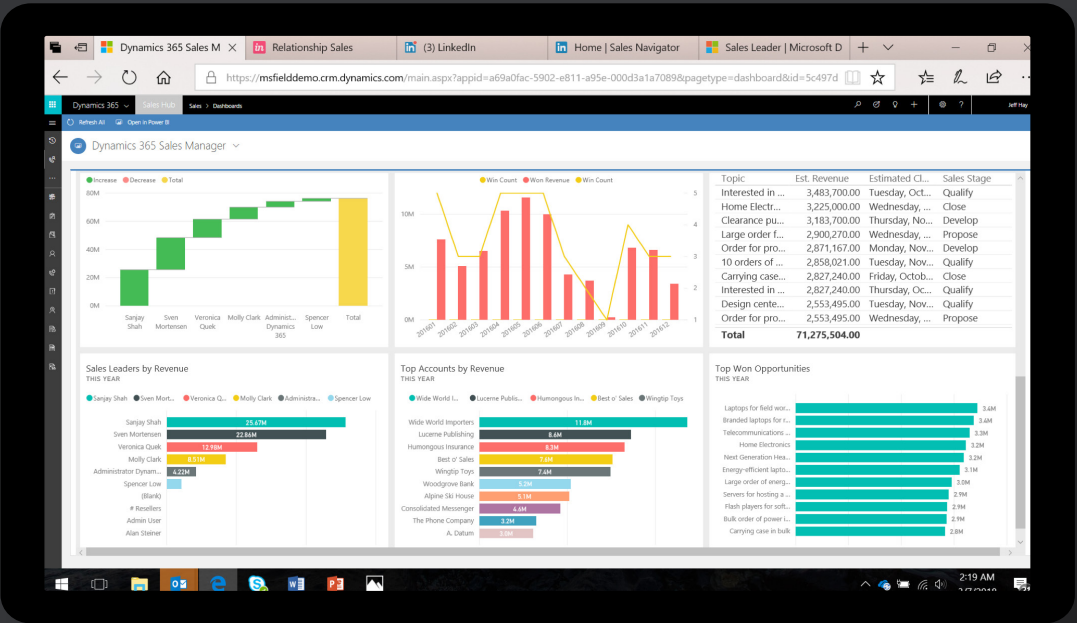 Dynamics 365 Sales M
Relationship Sales
(3) LinkedIn
Home | Sales Navigator
Sales Leader | Microsoft D
https://msfielddemo.crm.dynamics.com/main.aspx?appid=a69a0fac-5902-e811-a95e-000d3a1a7089&pagetype=dashboard&id=5c497d
Dynamics 365
Sales Hub
Sales > Dashboards
Jeff Hay
Refresh All
Open in Power BI
Dynamics 365 Sales Manager
Increase Decrease Total
80M
60M
40M
20M
0M
Sanjay Shah
Sven Mortensen
Veronica Quek
Molly Clark
Administ... Dynamics 365
Spencer Low
Total
Win Count Won Revenue Win Count
10M
5M
0M
5
4
3
2
1
201601 201602 201603 201604 201605 201606 201607 201608 201609 201610 201611 201612
Topic Est. Revenue Estimated Cl... Sales Stage
Interested in ... 3,483,700.00 Tuesday, Oct... Qualify
Home Electr... 3,225,000.00 Wednesday, ... Close
Clearance pu... 3,183,700.00 Thursday, No... Develop
Large order f... 2,900,270.00 Wednesday, ... Propose
Order for pro... 2,871,167.00 Monday, Nov... Develop
10 orders of ... 2,858,021.00 Tuesday, Nov... Qualify
Carrying case... 2,827,240.00 Friday, Octob... Close
Interested in ... 2,827,240.00 Thursday, Oc... Qualify
Design cente... 2,553,495.00 Tuesday, Nov... Qualify
Order for pro... 2,553,495.00 Wednesday, ... Propose
Total 71,275,504.00
Sales Leaders by Revenue
THIS YEAR
Sanjay Shah Sven Mort... Veronica Q... Molly Clark Administra... Spencer Low
Sanjay Shah 25.67M
Sven Mortensen 22.86M
Veronica Quek 12.98M
Molly Clark 8.51M
Administrator Dynam... 4.22M
Spencer Low
(Blank)
# Resellers
Admin User
Alan Steiner
Top Accounts by Revenue
THIS YEAR
Wide World I... Lucerne Publis... Humongous In... Best o' Sales Wingtip Toys
Wide World Importers 11.8M
Lucerne Publishing 8.6M
Humongous Insurance 8.3M
Best o' Sales 7.6M
Wingtip Toys 7.4M
Woodgrove Bank 5.2M
Alpine Ski House 5.1M
Consolidated Messenger 4.6M
The Phone Company 3.2M
A. Datum 3.0M
Top Won Opportunities
THIS YEAR
Laptops for field wor... 3.4M
Branded laptops for r... 3.4M
Telecommunications ... 3.3M
Home Electronics 3.2M
Next Generation Hea... 3.2M
Energy-efficient lapto... 3.1M
Large order of energ... 3.0M
Servers for hosting a ... 2.9M
Flash players for soft... 2.9M
Bulk order of power i... 2.9M
Carrying case in bulk 2.8M
2:19 AM